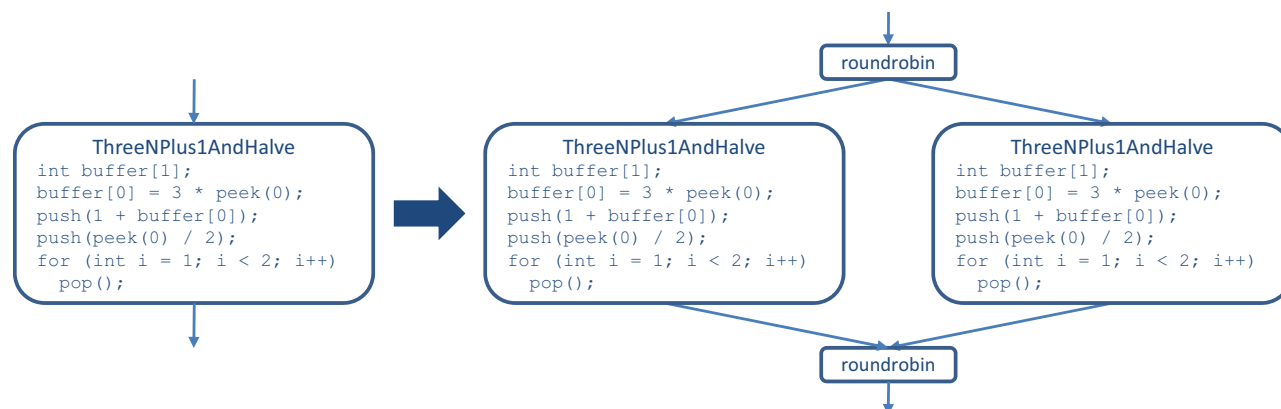 roundrobin
ThreeNPlus1AndHalve
int buffer[1];
buffer[0] = 3 * peek(0);
push(1 + buffer[0]);
push(peek(0) / 2);
for (int i = 1; i < 2; i++)
pop();
ThreeNPlus1AndHalve
int buffer[1];
buffer[0] = 3 * peek(0);
push(1 + buffer[0]);
push(peek(0) / 2);
for (int i = 1; i < 2; i++)
pop();
ThreeNPlus1AndHalve
int buffer[1];
buffer[0] = 3 * peek(0);
push(1 + buffer[0]);
push(peek(0) / 2);
for (int i = 1; i < 2; i++)
pop();
roundrobin